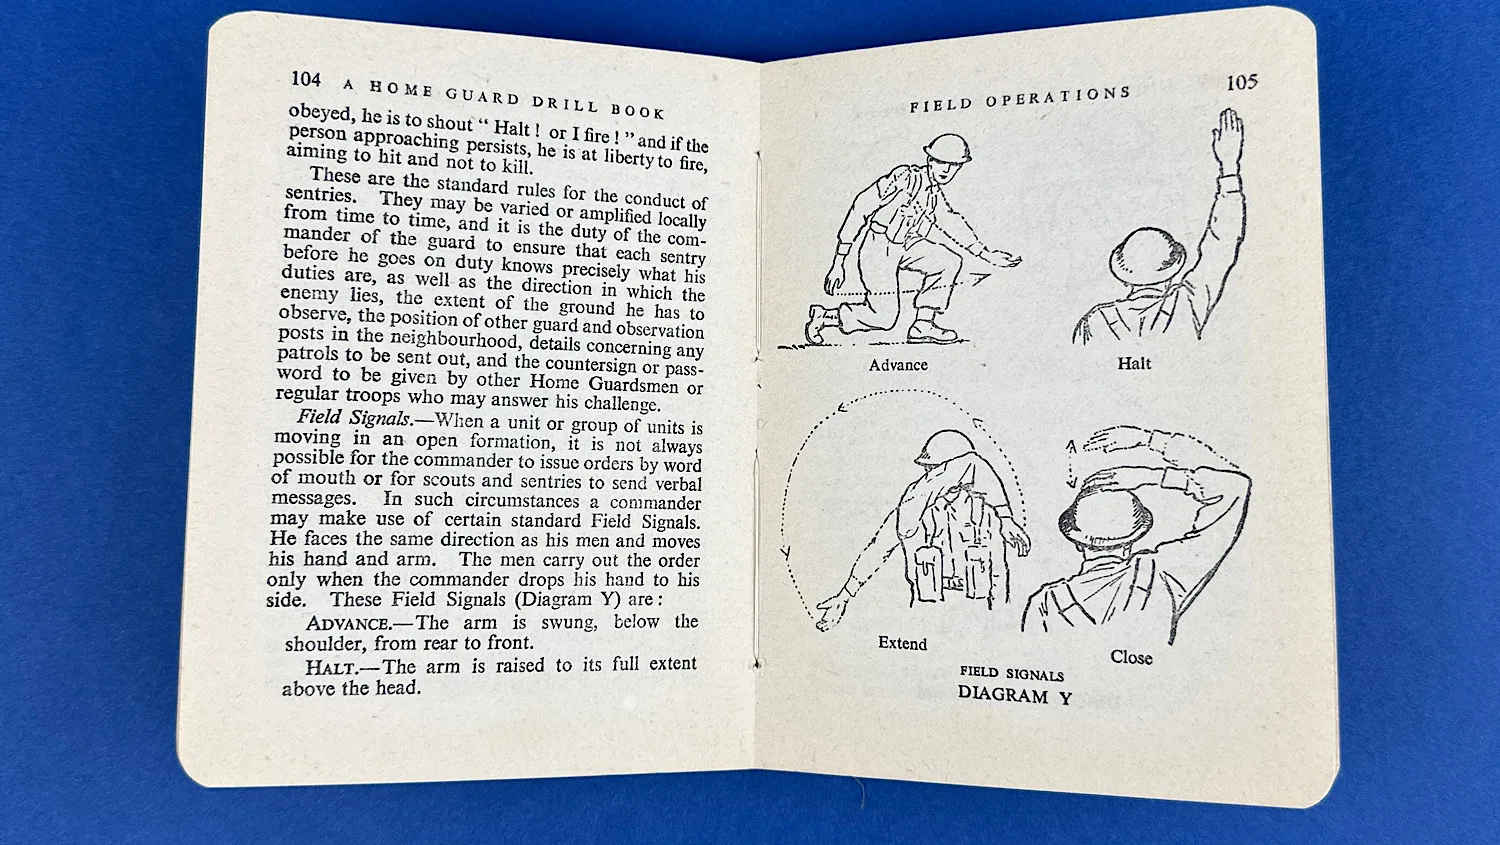 104 A HOME GUARD DRILL BOOK
obeyed, he is to shout “ Halt! or I fire! ” and if the
person approaching persists, he is at liberty to fire,
aiming to hit and not to kill.
These are the standard rules for the conduct of
sentries. They may be varied or amplified locally
from time to time, and it is the duty of the com-
mander of the guard to ensure that each sentry
before he goes on duty knows precisely what his
duties are, as well as the direction in which the
enemy lies, the extent of the ground he has to
observe, the position of other guard and observation
posts in the neighbourhood, details concerning any
patrols to be sent out, and the countersign or pass-
word to be given by other Home Guardsmen or
regular troops who may answer his challenge.
Field Signals.—When a unit or group of units is
moving in an open formation, it is not always
possible for the commander to issue orders by word
of mouth or for scouts and sentries to send verbal
messages. In such circumstances a commander
may make use of certain standard Field Signals.
He faces the same direction as his men and moves
his hand and arm. The men carry out the order
only when the commander drops his hand to his
side. These Field Signals (Diagram Y) are:
ADVANCE.—The arm is swung, below the
shoulder, from rear to front.
HALT.—The arm is raised to its full extent
above the head.
FIELD OPERATIONS 105
Advance
Halt
Extend
Close
FIELD SIGNALS
DIAGRAM Y